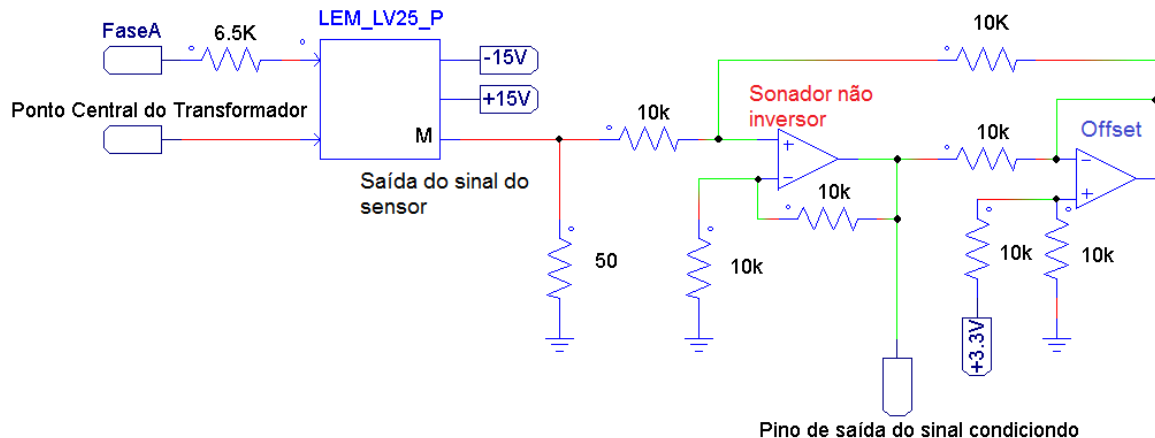 LEM_LV25_P
FaseA
6.5K
-15V
+15V
Ponto Central do Transformador
M
Saída do sinal do
sensor
50
10k
10K
Sonador não
inversor
+
−
10k
10k
10k
Offset
−
+
10k
10k
+3.3V
Pino de saída do sinal condiciondo